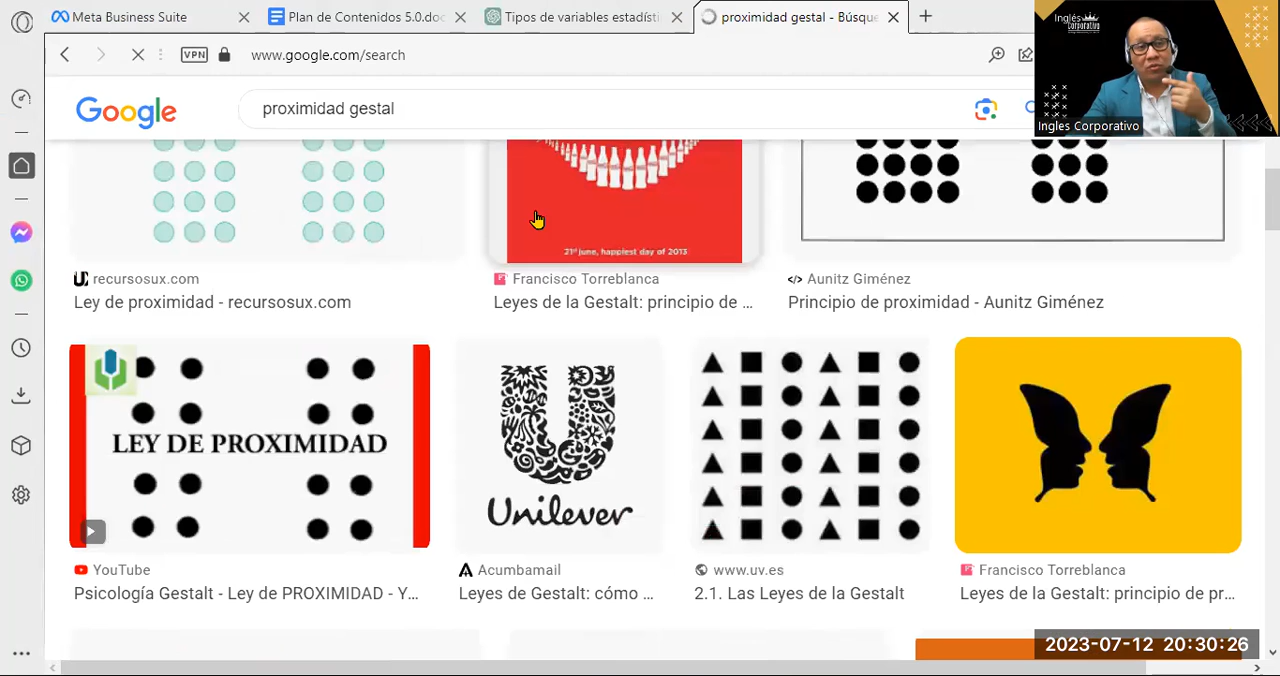 Meta Business Suite
Plan de Contenidos 5.0.doc
Tipos de variables estadísti
proximidad gestal - Búsque
VPN
www.google.com/search
Inglés
Corporativo
Ingles Corporativo
Google
proximidad gestal
21st june, happiest day of 2013
recursosux.com
Ley de proximidad - recursosux.com
Francisco Torreblanca
Leyes de la Gestalt: principio de ...
Aunitz Giménez
Principio de proximidad - Aunitz Giménez
LEY DE PROXIMIDAD
Unilever
YouTube
Psicología Gestalt - Ley de PROXIMIDAD - Y...
Acumbamail
Leyes de Gestalt: cómo ...
www.uv.es
2.1. Las Leyes de la Gestalt
Francisco Torreblanca
Leyes de la Gestalt: principio de pr...
2023-07-12 20:30:26